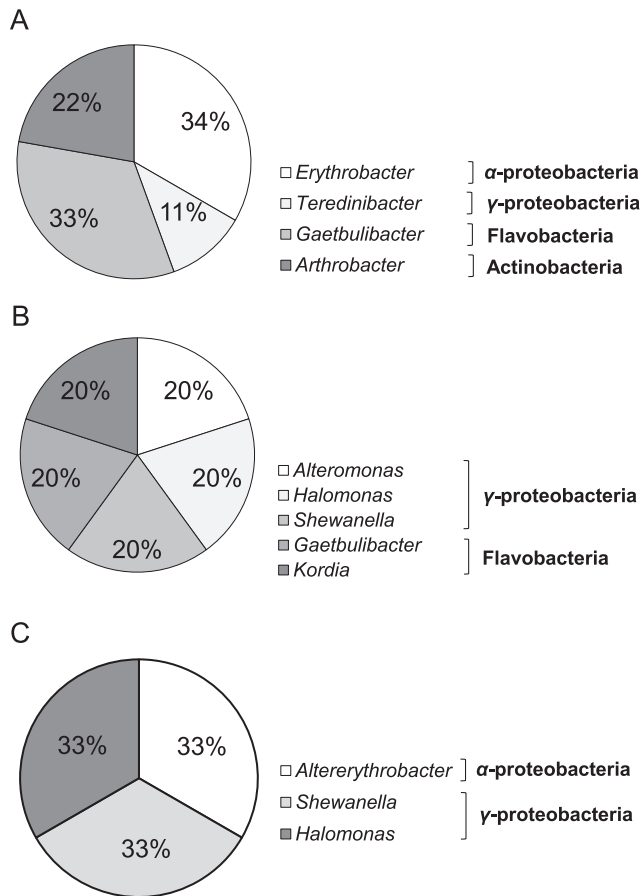 A
22%
34%
11%
33%
Erythrobacter α-proteobacteria
Teredinibacter γ-proteobacteria
Gaetbulibacter Flavobacteria
Arthrobacter Actinobacteria
B
20%
20%
20%
20%
20%
Alteromonas
Halomonas
Shewanella
γ-proteobacteria
Gaetbulibacter
Kordia
Flavobacteria
C
33%
33%
33%
Altererythrobacter α-proteobacteria
Shewanella
Halomonas
γ-proteobacteria